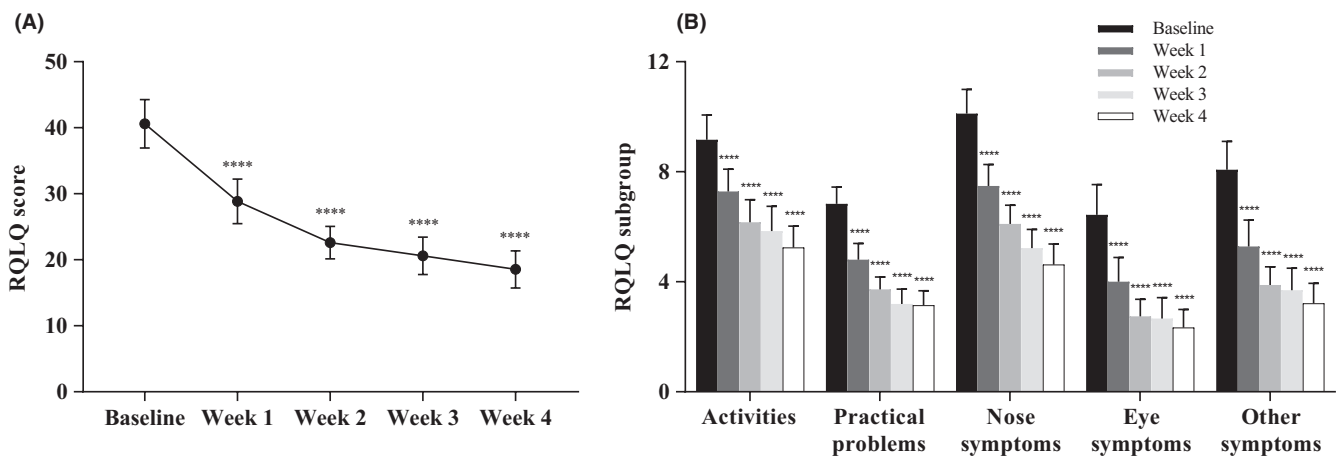 (A)
50
40
30
20
10
0
RQLQ score
****
****
****
****
Baseline Week 1 Week 2 Week 3 Week 4
(B)
Baseline
Week 1
Week 2
Week 3
Week 4
12
8
4
0
RQLQ subgroup
**** **** **** ****
**** **** **** ****
**** **** **** ****
**** **** **** ****
**** **** **** ****
Activities Practical Nose Eye Other
problems symptoms symptoms symptoms